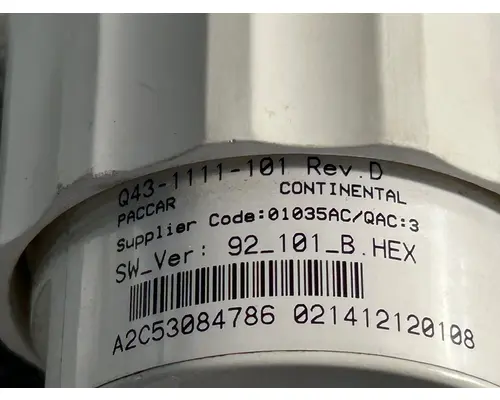 Q43-1111-101 Rev.D
PACCAR CONTINENTAL
Supplier Code:01035AC/QAC:3
SW_Ver: 92_101_B.HEX
A2C53084786 021412120108